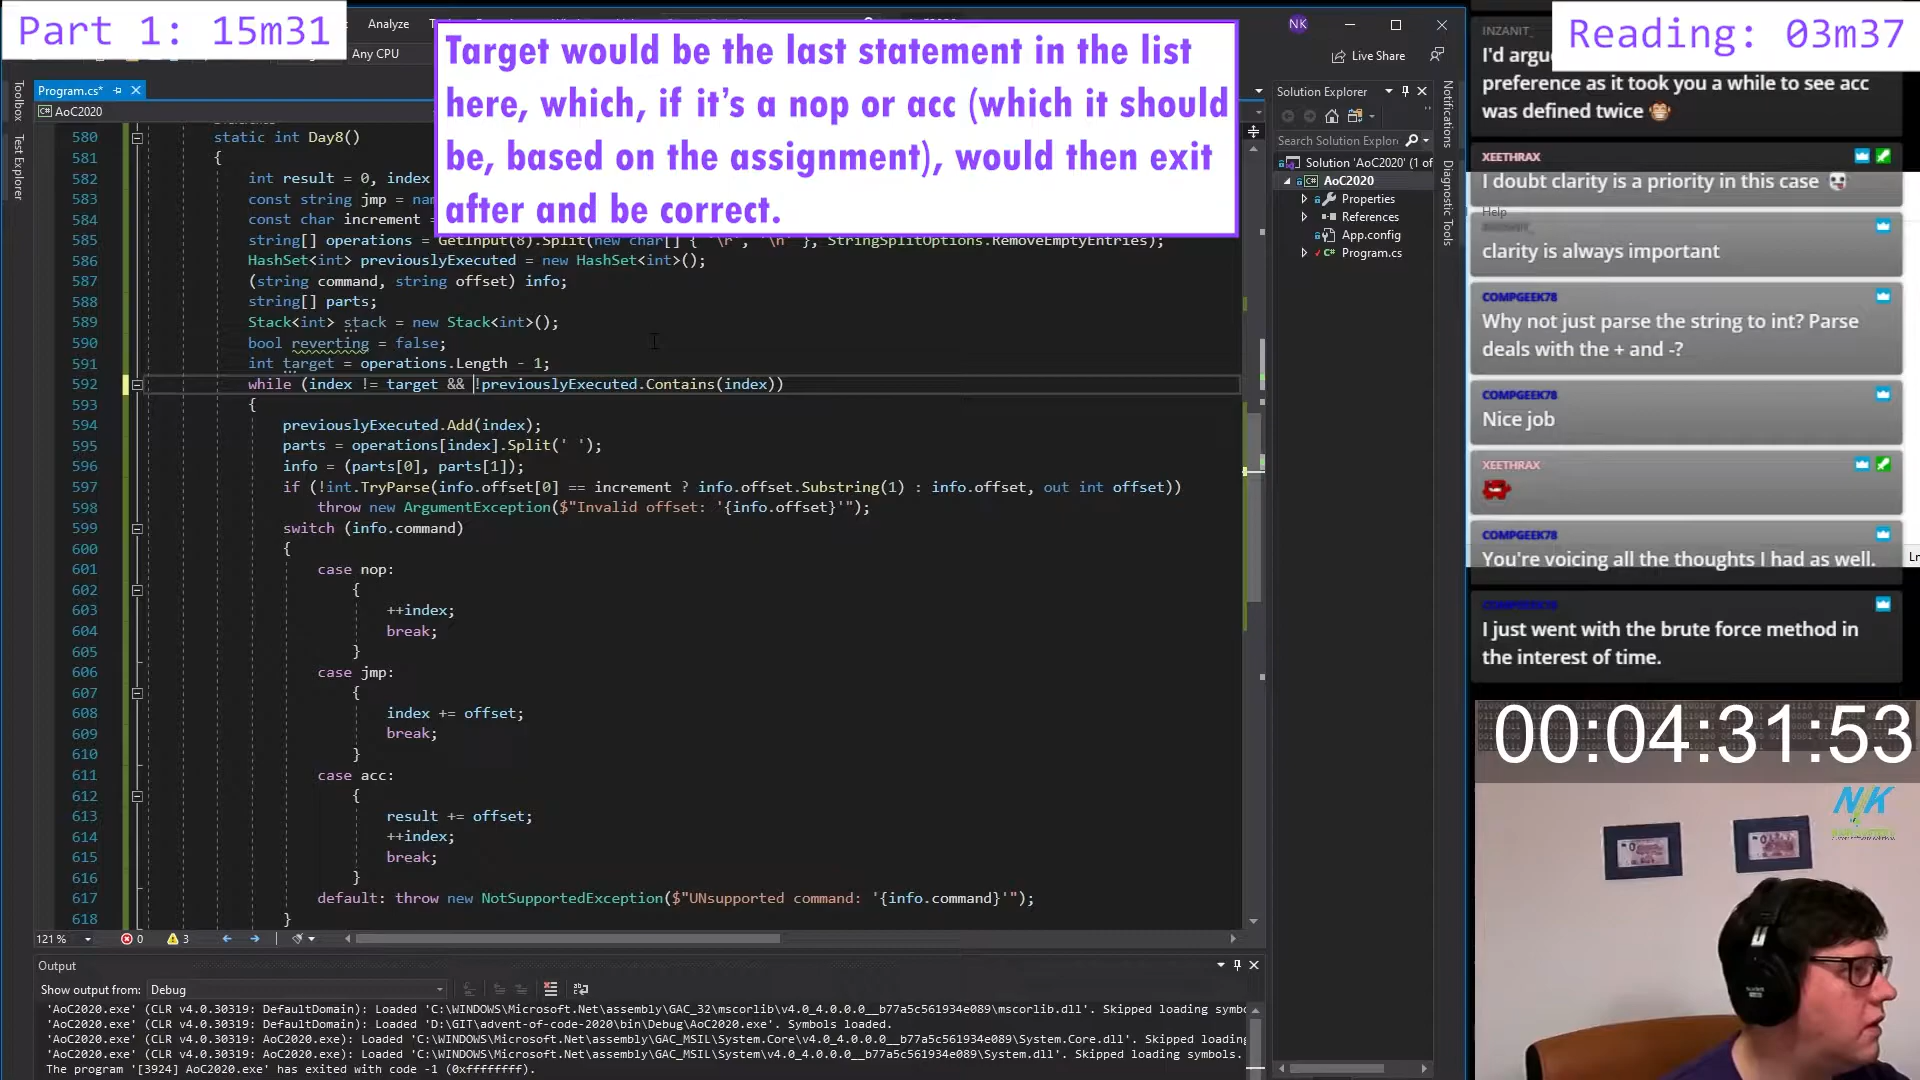 Part 1: 15m31
Analyze
NK
Any CPU
Live Share
Target would be the last statement in the list
here, which, if it's a nop or acc (which it should
be, based on the assignment), would then exit
after and be correct.
Reading: 03m37
Toolbox
Test Explorer
Program.cs*
AoC2020
580 static int Day8()
581 {
582 int result = 0, index
583 const string jmp =
584 const char increment =
585 string[] operations = GetInput(8).Split(new char[] { '\r', '\n' }, StringSplitOptions.RemoveEmptyEntries);
586 HashSet<int> previouslyExecuted = new HashSet<int>();
587 (string command, string offset) info;
588 string[] parts;
589 Stack<int> stack = new Stack<int>();
590 bool reverting = false;
591 int target = operations.Length - 1;
592 while (index != target && !previouslyExecuted.Contains(index))
593 {
594 previouslyExecuted.Add(index);
595 parts = operations[index].Split(' ');
596 info = (parts[0], parts[1]);
597 if (!int.TryParse(info.offset[0] == increment ? info.offset.Substring(1) : info.offset, out int offset))
598 throw new ArgumentException($"Invalid offset: '{info.offset}'");
599 switch (info.command)
600 {
601 case nop:
602 {
603 ++index;
604 break;
605 }
606 case jmp:
607 {
608 index += offset;
609 break;
610 }
611 case acc:
612 {
613 result += offset;
614 ++index;
615 break;
616 }
617 default: throw new NotSupportedException($"UNsupported command: '{info.command}'");
618 }
121 %
0
3
Output
Show output from: Debug
'AoC2020.exe' (CLR v4.0.30319: DefaultDomain): Loaded 'C:\WINDOWS\Microsoft.Net\assembly\GAC_32\mscorlib\v4.0_4.0.0.0__b77a5c561934e089\mscorlib.dll'. Skipped loading symbo
'AoC2020.exe' (CLR v4.0.30319: DefaultDomain): Loaded 'D:\GIT\advent-of-code-2020\bin\Debug\AoC2020.exe'. Symbols loaded.
'AoC2020.exe' (CLR v4.0.30319: AoC2020.exe): Loaded 'C:\WINDOWS\Microsoft.Net\assembly\GAC_MSIL\System.Core\v4.0_4.0.0.0__b77a5c561934e089\System.Core.dll'. Skipped loading
'AoC2020.exe' (CLR v4.0.30319: AoC2020.exe): Loaded 'C:\WINDOWS\Microsoft.Net\assembly\GAC_MSIL\System\v4.0_4.0.0.0__b77a5c561934e089\System.dll'. Skipped loading symbols.
The program '[3924] AoC2020.exe' has exited with code -1 (0xffffffff).
Solution Explorer
Search Solution Explor
Solution 'AoC2020' (1 of
AoC2020
Properties
References
App.config
Program.cs
Notifications
Diagnostic Tools
INZANIT_
I'd argu
preference as it took you a while to see acc
was defined twice
XEETHRAX
I doubt clarity is a priority in this case
Help
clarity is always important
COMPGEEK78
Why not just parse the string to int? Parse
deals with the + and -?
COMPGEEK78
Nice job
XEETHRAX
COMPGEEK78
You're voicing all the thoughts I had as well.
Ln
COMPGEEK78
I just went with the brute force method in
the interest of time.
00:04:31:53
NK